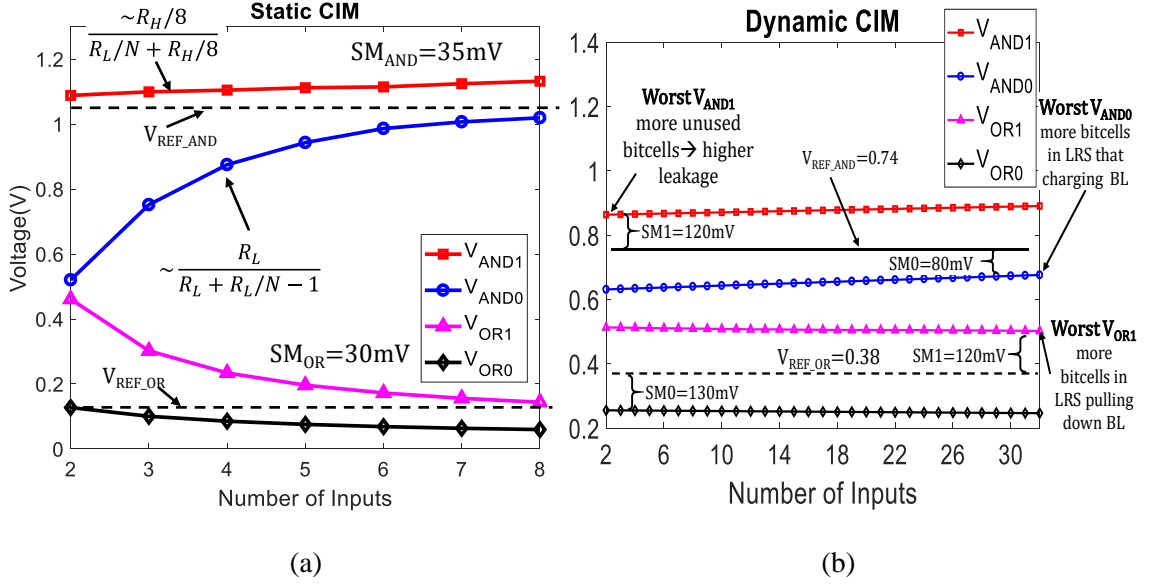 Static CIM
~R_H/8
R_L/N + R_H/8
SM_AND=35mV
V_REF_AND
~ R_L
R_L + R_L/N − 1
SM_OR=30mV
V_REF_OR
V_AND1
V_AND0
V_OR1
V_OR0
Voltage(V)
0
0.2
0.4
0.6
0.8
1
1.2
2
3
4
5
6
7
8
Number of Inputs
(a)
Dynamic CIM
V_AND1
V_AND0
V_OR1
V_OR0
Worst V_AND1
more unused
bitcells→ higher
leakage
V_REF_AND=0.74
Worst V_AND0
more bitcells
in LRS that
charging BL
SM1=120mV
SM0=80mV
V_REF_OR=0.38
SM1=120mV
SM0=130mV
Worst V_OR1
more
bitcells in
LRS pulling
down BL
0.2
0.4
0.6
0.8
1
1.2
1.4
2
6
10
14
18
22
26
30
Number of Inputs
(b)